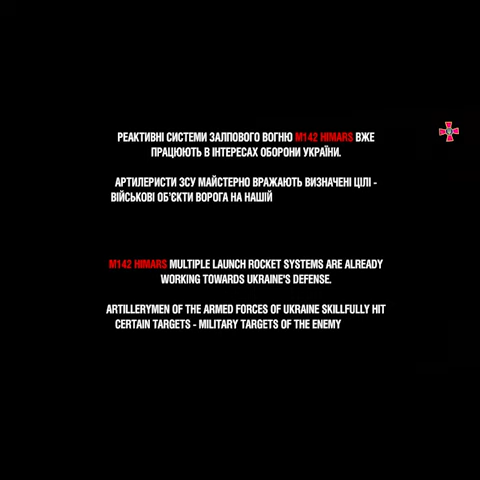 РЕАКТИВНІ СИСТЕМИ ЗАЛПОВОГО ВОГНЮ M142 HIMARS ВЖЕ
ПРАЦЮЮТЬ В ІНТЕРЕСАХ ОБОРОНИ УКРАЇНИ.
АРТИЛЕРИСТИ ЗСУ МАЙСТЕРНО ВРАЖАЮТЬ ВИЗНАЧЕНІ ЦІЛІ -
ВІЙСЬКОВІ ОБ'ЄКТИ ВОРОГА НА НАШІЙ
M142 HIMARS MULTIPLE LAUNCH ROCKET SYSTEMS ARE ALREADY
WORKING TOWARDS UKRAINE'S DEFENSE.
ARTILLERYMEN OF THE ARMED FORCES OF UKRAINE SKILLFULLY HIT
CERTAIN TARGETS - MILITARY TARGETS OF THE ENEMY